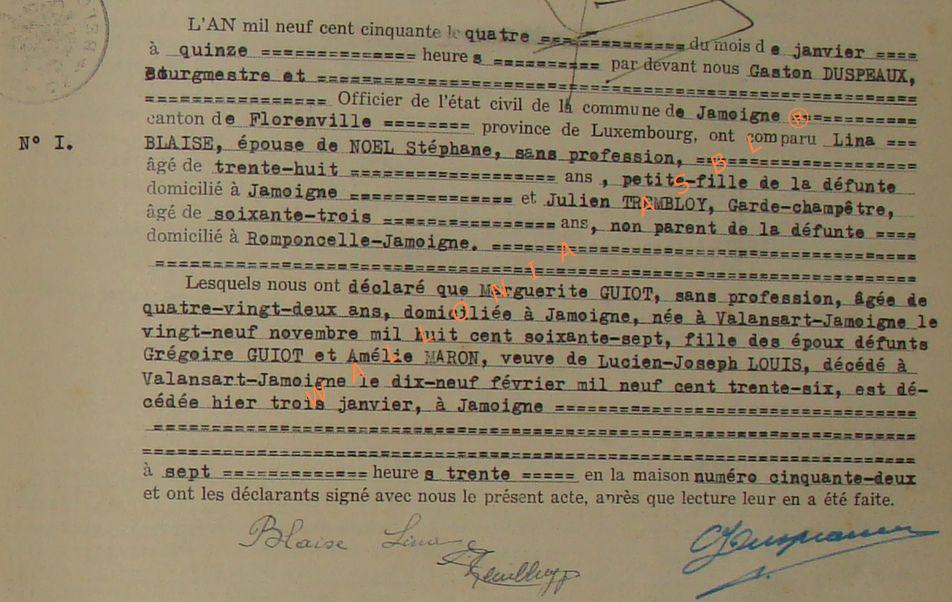 L'AN mil neuf cent cinquante le quatre ============== du mois de janvier ====
à quinze =============== heures ========== par devant nous Gaston DUSPEAUX,
Bourgmestre et ==========================================================
================= Officier de l'état civil de la commune de Jamoigne ==========
canton de Florenville ======== province de Luxembourg, ont comparu Lina ===
N° I. BLAISE, épouse de NOEL Stéphane, sans profession, =====================
âgé de trente-huit ==================== ans , petite-fille de la défunte
domicilié à Jamoigne ================= et Julien TREMBLOY, Garde-champêtre,
âgé de soixante-trois ================= ans, non parent de la défunte ====
domicilié à Romponcelle-Jamoigne. ==========================================
==========================================================================
Lesquels nous ont déclaré que Marguerite GUIOT, sans profession, âgée de
quatre-vingt-deux ans, domiciliée à Jamoigne, née à Valansart-Jamoigne le
vingt-neuf novembre mil huit cent soixante-sept, fille des époux défunts
Grégoire GUIOT et Amélie MARON, veuve de Lucien-Joseph LOUIS, décédé à
Valansart-Jamoigne le dix-neuf février mil neuf cent trente-six, est dé-
cédée hier trois janvier, à Jamoigne ===================================
==========================================================================
==========================================================================
à sept ============== heures trente ===== en la maison numéro cinquante-deux
et ont les déclarants signé avec nous le présent acte, après que lecture leur en a été faite.
Blaise Lina
WALLONIA ASBL ®